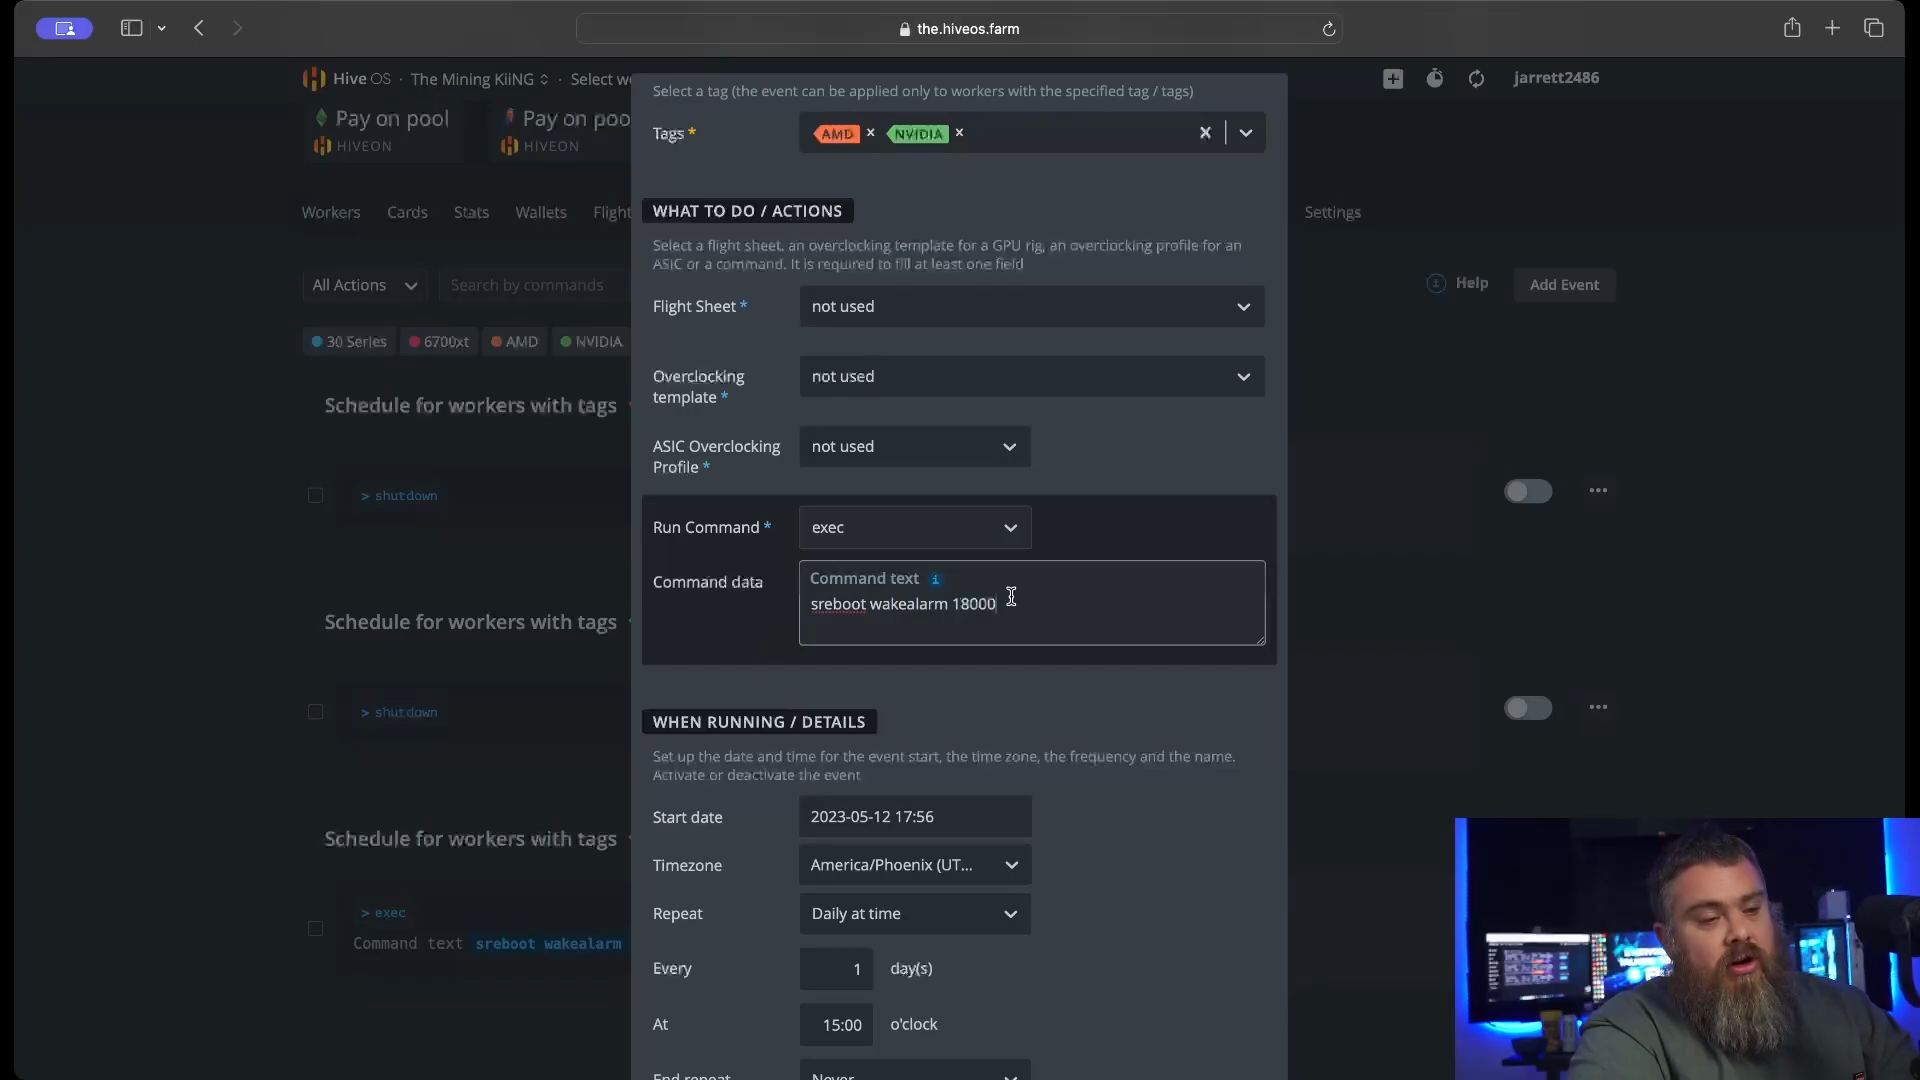 the.hiveos.farm
Hive OS · The Mining KiiNG · Select w
jarrett2486
Pay on pool
HIVEON
Pay on poo
HIVEON
Workers Cards Stats Wallets Flight Settings
All Actions
Search by commands
Help
Add Event
30 Series 6700xt AMD NVIDIA
Schedule for workers with tags
> shutdown
Schedule for workers with tags
> shutdown
Schedule for workers with tags
> exec
Command text sreboot wakealarm
Select a tag (the event can be applied only to workers with the specified tag / tags)
Tags * AMD × NVIDIA ×
WHAT TO DO / ACTIONS
Select a flight sheet, an overclocking template for a GPU rig, an overclocking profile for an
ASIC or a command. It is required to fill at least one field
Flight Sheet * not used
Overclocking
template *
not used
ASIC Overclocking
Profile *
not used
Run Command * exec
Command data
Command text i
sreboot wakealarm 18000
WHEN RUNNING / DETAILS
Set up the date and time for the event start, the time zone, the frequency and the name.
Activate or deactivate the event
Start date 2023-05-12 17:56
Timezone America/Phoenix (UT...
Repeat Daily at time
Every 1 day(s)
At 15:00 o'clock
End repeat Never